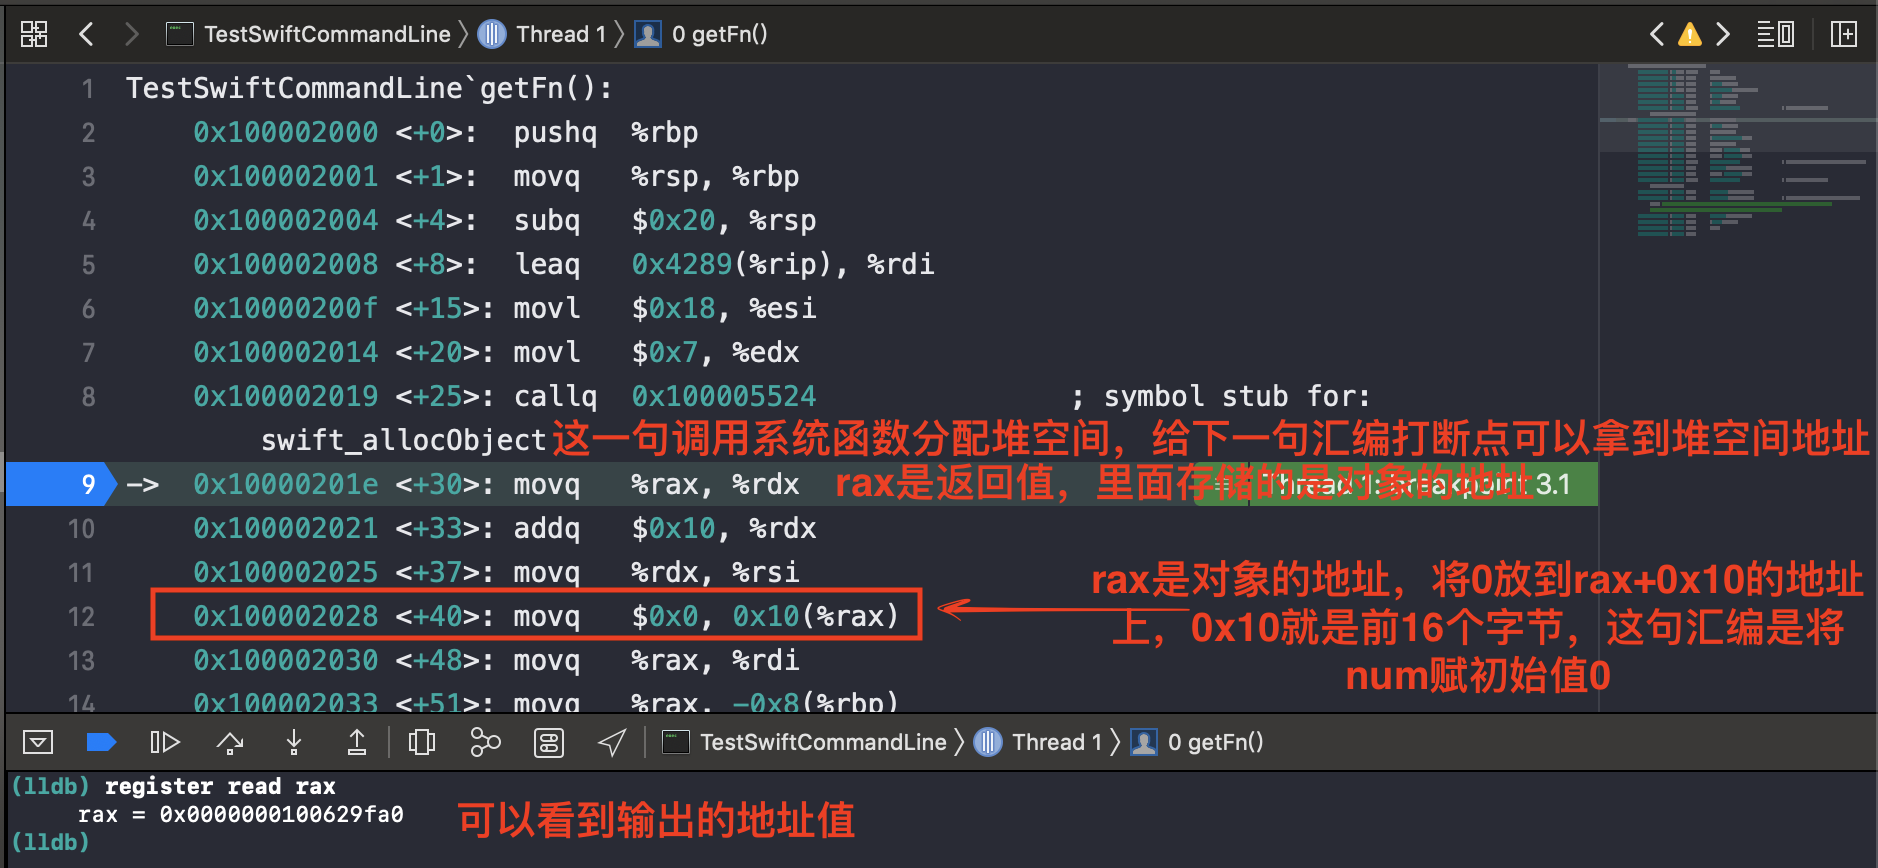 TestSwiftCommandLine 〉 Thread 1 〉 0 getFn()
1 TestSwiftCommandLine`getFn():
2 0x100002000 <+0>: pushq %rbp
3 0x100002001 <+1>: movq %rsp, %rbp
4 0x100002004 <+4>: subq $0x20, %rsp
5 0x100002008 <+8>: leaq 0x4289(%rip), %rdi
6 0x10000200f <+15>: movl $0x18, %esi
7 0x100002014 <+20>: movl $0x7, %edx
8 0x100002019 <+25>: callq 0x100005524 ; symbol stub for:
swift_allocObject 这一句调用系统函数分配堆空间，给下一句汇编打断点可以拿到堆空间地址
9 -> 0x10000201e <+30>: movq %rax, %rdx rax是返回值，里面存储的是对象的地址 Thread 1: breakpoint 3.1
10 0x100002021 <+33>: addq $0x10, %rdx
11 0x100002025 <+37>: movq %rdx, %rsi
rax是对象的地址，将0放到rax+0x10的地址
12 0x100002028 <+40>: movq $0x0, 0x10(%rax)
上，0x10就是前16个字节，这句汇编是将
13 0x100002030 <+48>: movq %rax, %rdi
num赋初始值0
14 0x100002033 <+51>: movq %rax, -0x8(%rbp)
TestSwiftCommandLine 〉 Thread 1 〉 0 getFn()
(lldb) register read rax
rax = 0x0000000100629fa0
可以看到输出的地址值
(lldb)